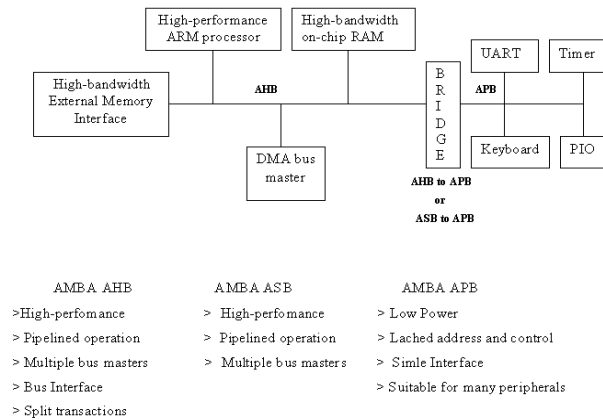 High-performance
ARM processor
High-bandwidth
on-chip RAM
UART
Timer
High-bandwidth
External Memory
Interface
AHB
B
R
I
D
G
E
APB
DMA bus
master
Keyboard
PIO
AHB to APB
or
ASB to APB
AMBA AHB
>High-perfomance
> Pipelined operation
> Multiple bus masters
> Bus Interface
> Split transactions
AMBA ASB
> High-perfomance
> Pipelined operation
> Multiple bus masters
AMBA APB
> Low Power
> Lached address and control
> Simle Interface
> Suitable for many peripherals